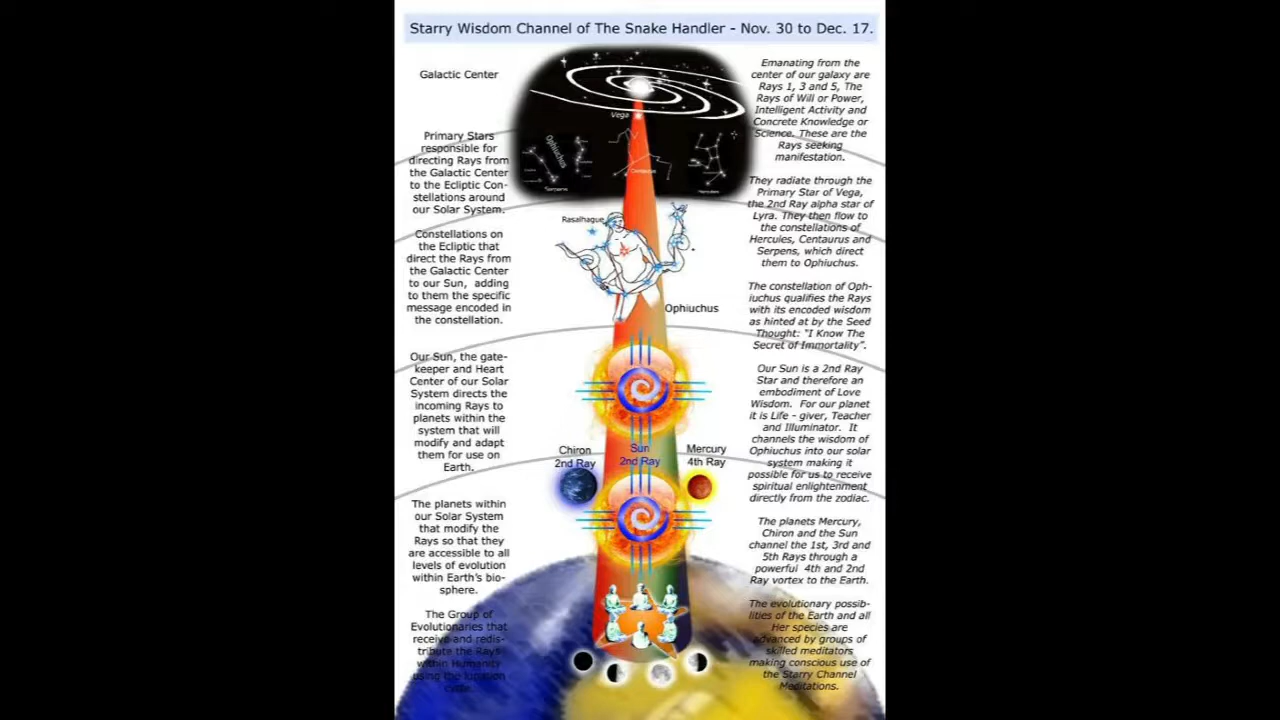 Starry Wisdom Channel of The Snake Handler - Nov. 30 to Dec. 17.
Galactic Center
Primary Stars
responsible for
directing Rays from
the Galactic Center
to the Ecliptic Con-
stellations around
our Solar System.
Constellations on
the Ecliptic that
direct the Rays from
the Galactic Center
to our Sun, adding
to them the specific
message encoded in
the constellation.
Our Sun, the gate-
keeper and Heart
Center of our Solar
System directs the
incoming Rays to
planets within the
system that will
modify and adapt
them for use on
Earth.
The planets within
our Solar System
that modify the
Rays so that they
are accessible to all
levels of evolution
within Earth's bio-
sphere.
The Group of
Evolutionaries that
receive and redis-
tribute the Rays
within Humanity
using the lunation
cycle.
Vega
Ophiuchus
Serpens
Centaurus
Hercules
Rasalhague
Ophiuchus
Chiron
2nd Ray
Sun
2nd Ray
Mercury
4th Ray
Emanating from the
center of our galaxy are
Rays 1, 3 and 5, The
Rays of Will or Power,
Intelligent Activity and
Concrete Knowledge or
Science. These are the
Rays seeking
manifestation.
They radiate through the
Primary Star of Vega,
the 2nd Ray alpha star of
Lyra. They then flow to
the constellations of
Hercules, Centaurus and
Serpens, which direct
them to Ophiuchus.
The constellation of Oph-
iuchus qualifies the Rays
with its encoded wisdom
as hinted at by the Seed
Thought: "I Know The
Secret of Immortality".
Our Sun is a 2nd Ray
Star and therefore an
embodiment of Love
Wisdom. For our planet
it is Life - giver, Teacher
and Illuminator. It
channels the wisdom of
Ophiuchus into our solar
system making it
possible for us to receive
spiritual enlightenment
directly from the zodiac.
The planets Mercury,
Chiron and the Sun
channel the 1st, 3rd and
5th Rays through a
powerful 4th and 2nd
Ray vortex to the Earth.
The evolutionary possib-
lities of the Earth and all
Her species are
advanced by groups of
skilled meditators
making conscious use of
the Starry Channel
Meditations.